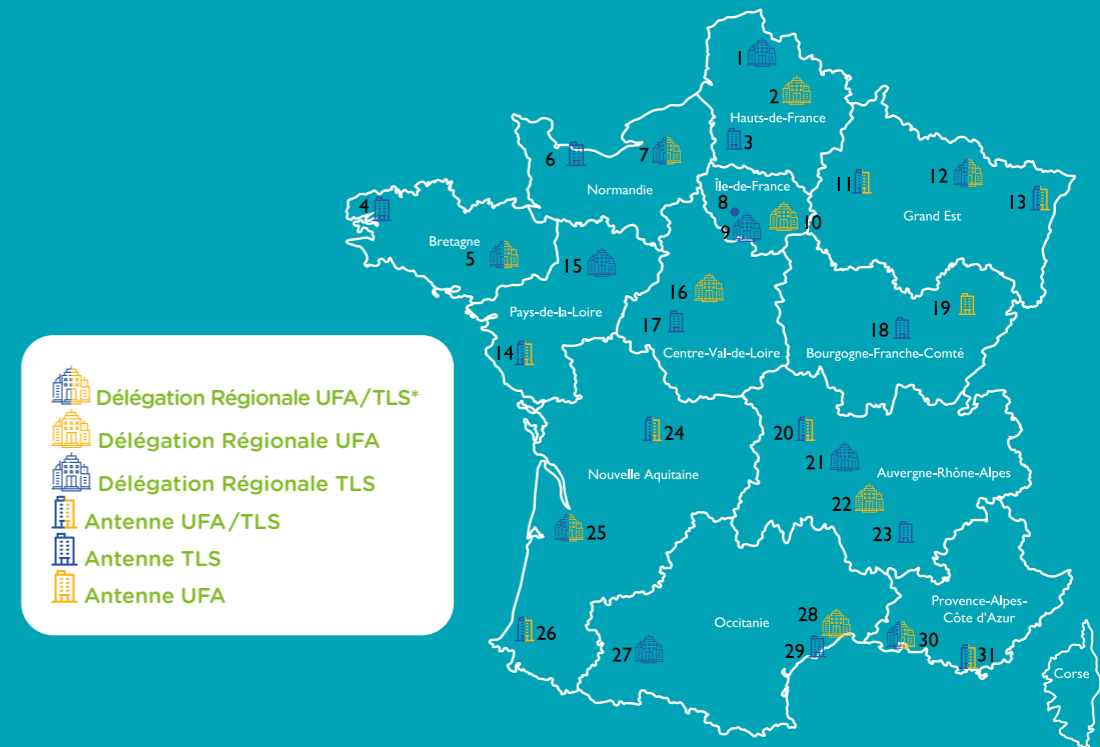 1
2
Hauts-de-France
3
6
7
Normandie
Île-de-France
8
9
10
11
12
13
Grand Est
4
Bretagne
5
15
Pays-de-la-Loire
14
16
17
Centre-Val-de-Loire
18
19
Bourgogne-Franche-Comté
Délégation Régionale UFA/TLS*
Délégation Régionale UFA
Délégation Régionale TLS
Antenne UFA/TLS
Antenne TLS
Antenne UFA
24
Nouvelle Aquitaine
25
26
20
21
Auvergne-Rhône-Alpes
22
23
Occitanie
27
28
29
Provence-Alpes-
Côte d'Azur
30
31
Corse